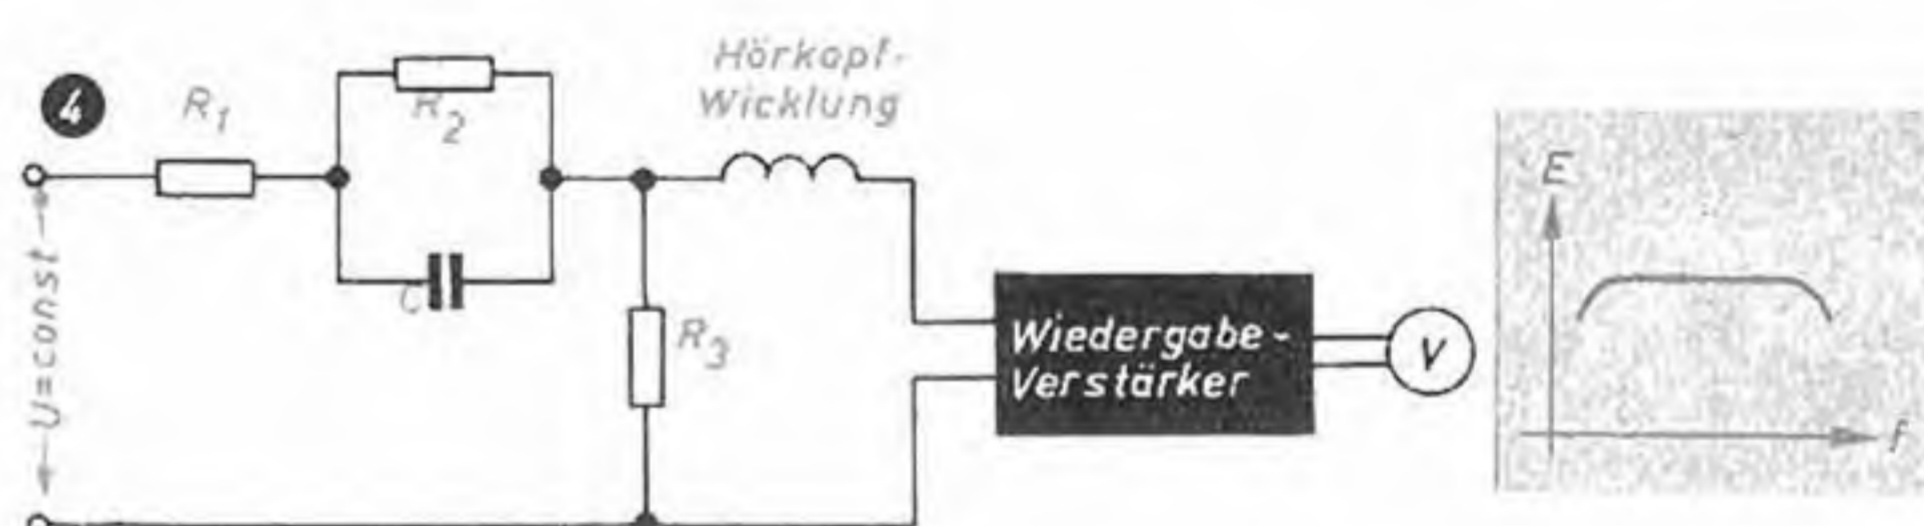 4
R1
R2
Hörkopf-
Wicklung
U=const
C
R3
Wiedergabe-
Verstärker
V
E
f